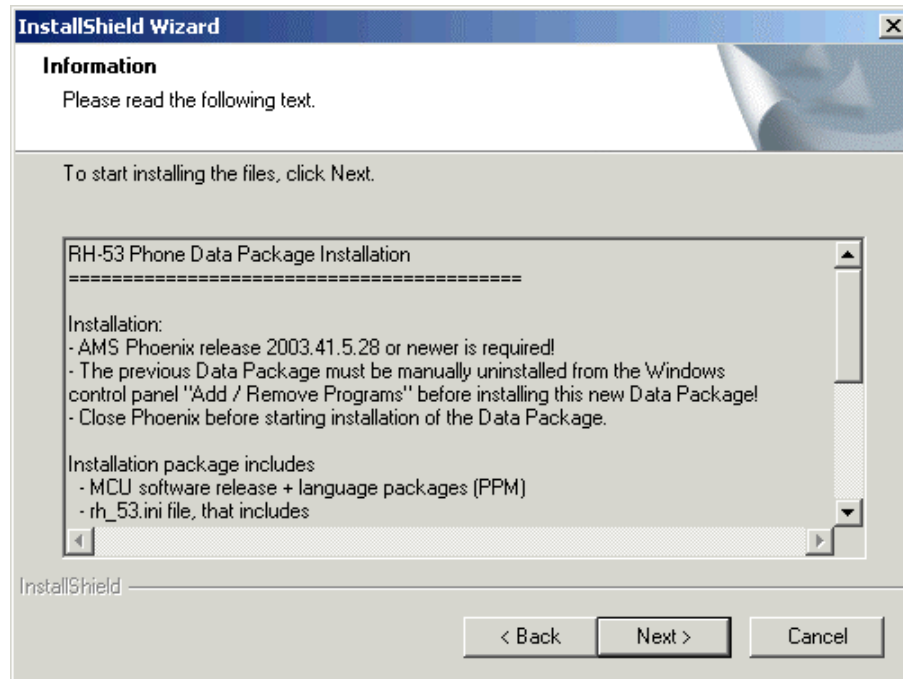 InstallShield Wizard
Information
Please read the following text.
To start installing the files, click Next.
RH-53 Phone Data Package Installation
==========================================
Installation:
- AMS Phoenix release 2003.41.5.28 or newer is required!
- The previous Data Package must be manually uninstalled from the Windows
control panel "Add / Remove Programs" before installing this new Data Package!
- Close Phoenix before starting installation of the Data Package.
Installation package includes
- MCU software release + language packages (PPM)
- rh_53.ini file, that includes
InstallShield
< Back
Next >
Cancel